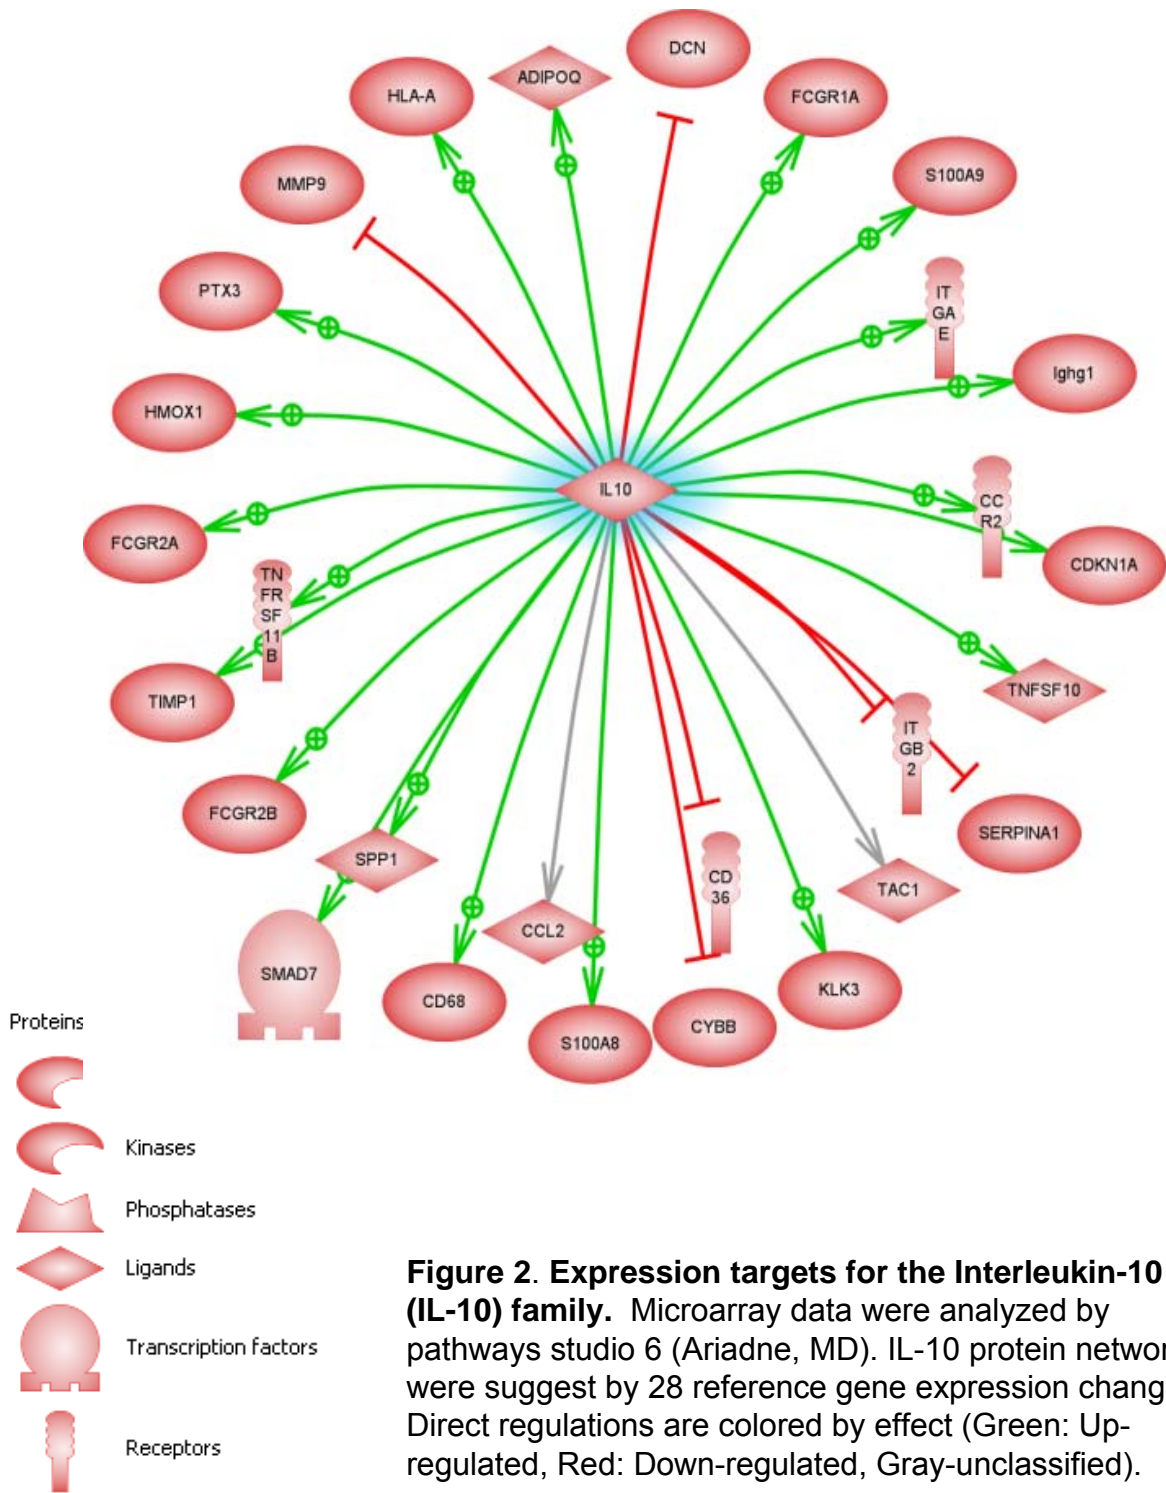 DCN
ADIPOQ
HLA-A
FCGR1A
S100A9
MMP9
PTX3
IT
GA
E
Ighg1
HMOX1
IL10
CC
R2
FCGR2A
CDKN1A
TN
FR
SF
11
B
TIMP1
TNFSF10
IT
GB
2
FCGR2B
SERPINA1
SPP1
CD
36
TAC1
CCL2
SMAD7
CD68
KLK3
S100A8
CYBB
Proteins
Kinases
Phosphatases
Ligands
Transcription factors
Receptors
Figure 2. Expression targets for the Interleukin-10
(IL-10) family. Microarray data were analyzed by
pathways studio 6 (Ariadne, MD). IL-10 protein networ
were suggest by 28 reference gene expression chang
Direct regulations are colored by effect (Green: Up-
regulated, Red: Down-regulated, Gray-unclassified).